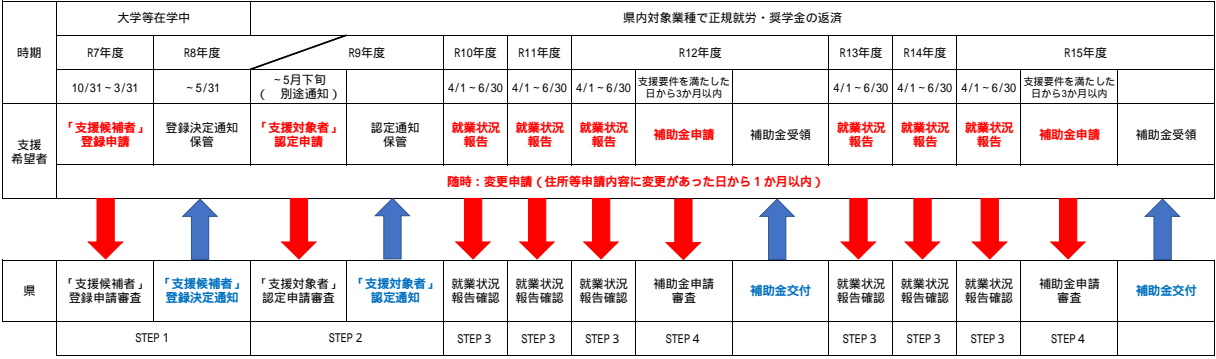 時期
大学等在学中
県内対象業種で正規就労・奨学金の返済
R7年度
R8年度
R9年度
R10年度
R11年度
R12年度
R13年度
R14年度
R15年度
10/31～3/31
～5/31
～5月下旬
（　別途通知）
4/1～6/30
4/1～6/30
4/1～6/30
支援要件を満たした
日から3か月以内
4/1～6/30
4/1～6/30
4/1～6/30
支援要件を満たした
日から3か月以内
支援
希望者
「支援候補者」
登録申請
登録決定通知
保管
「支援対象者」
認定申請
認定通知
保管
就業状況
報告
就業状況
報告
就業状況
報告
補助金申請
補助金受領
就業状況
報告
就業状況
報告
就業状況
報告
補助金申請
補助金受領
随時：変更申請（住所等申請内容に変更があった日から１か月以内）
県
「支援候補者」
登録申請審査
「支援候補者」
登録決定通知
「支援対象者」
認定申請審査
「支援対象者」
認定通知
就業状況
報告確認
就業状況
報告確認
就業状況
報告確認
補助金申請
審査
補助金交付
就業状況
報告確認
就業状況
報告確認
就業状況
報告確認
補助金申請
審査
補助金交付
STEP 1
STEP 2
STEP 3
STEP 3
STEP 3
STEP 4
STEP 3
STEP 3
STEP 3
STEP 4